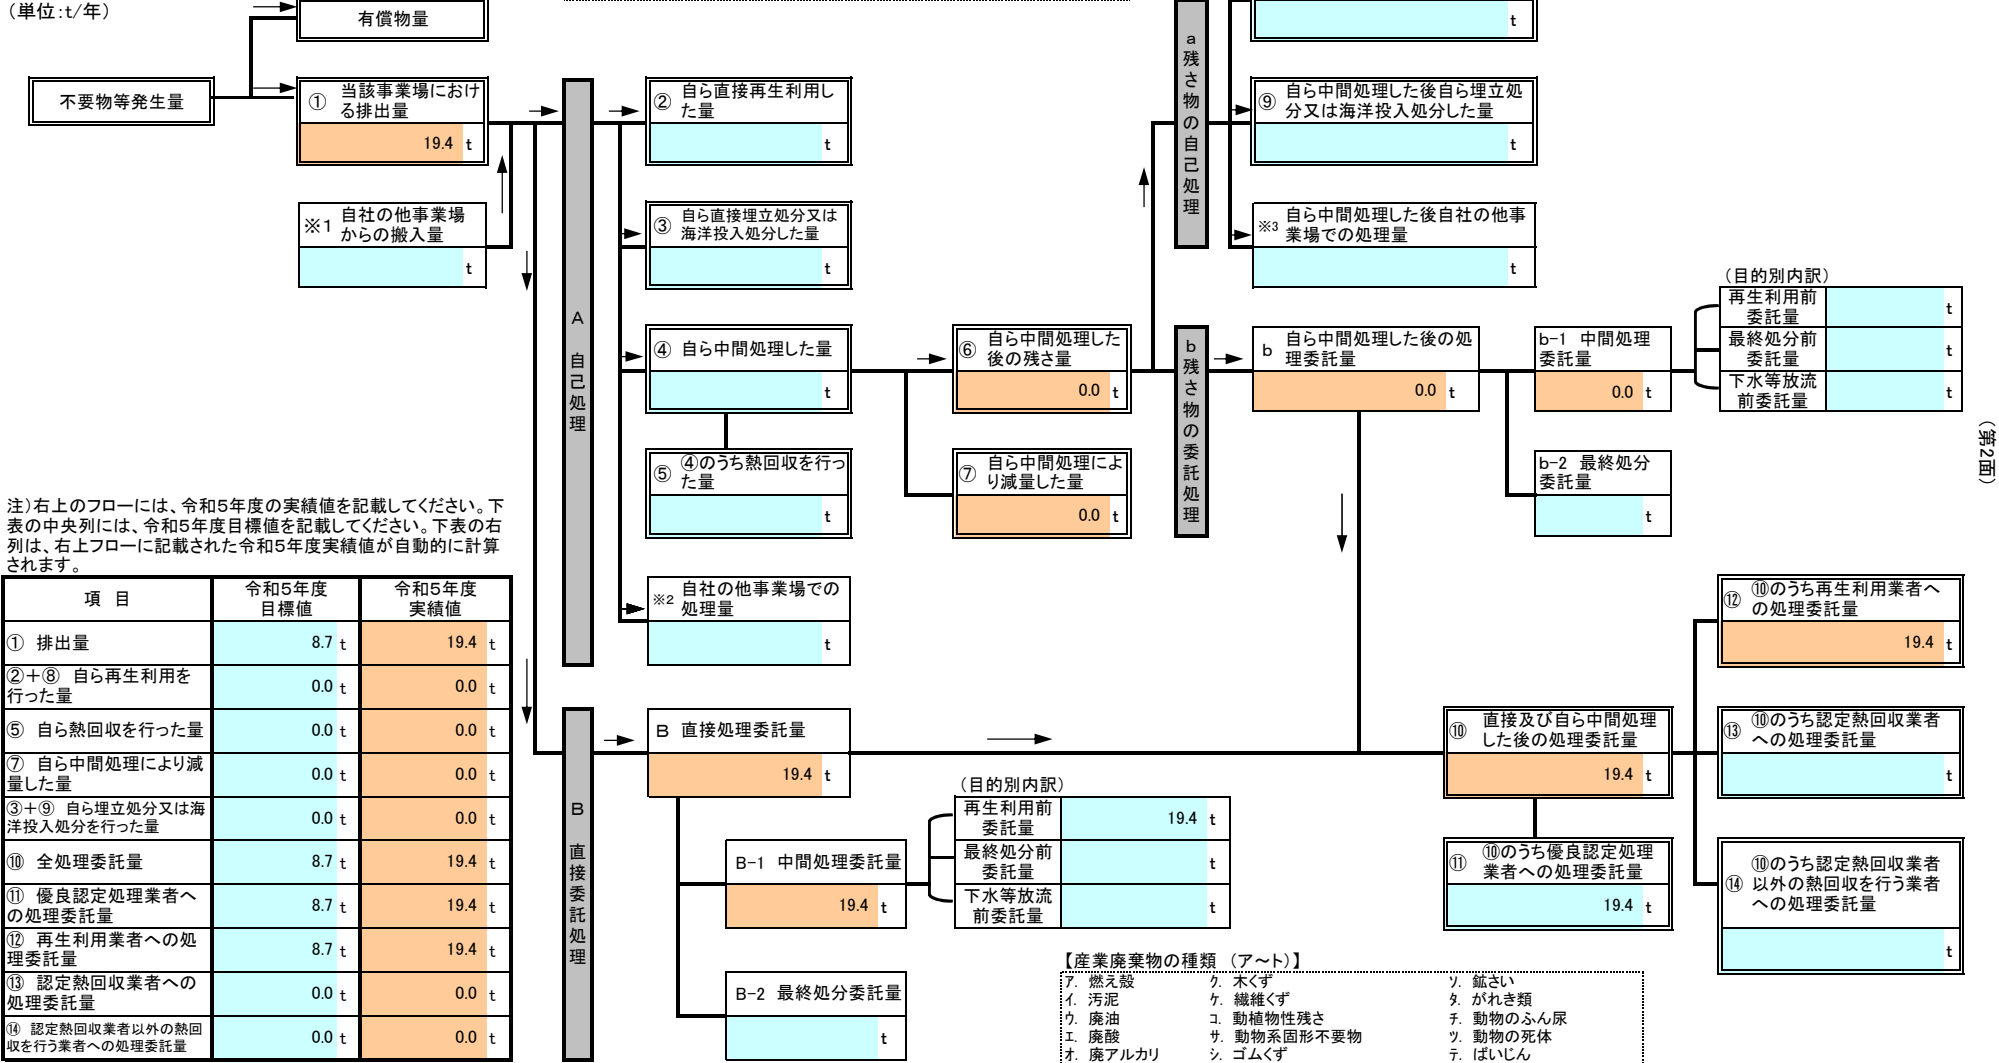 （単位：t/年）
有償物量
不要物等発生量
① 当該事業場におけ
る排出量
19.4 t
※1 自社の他事業場
からの搬入量
t
A 自己処理
② 自ら直接再生利用し
た量
t
③ 自ら直接埋立処分又は
海洋投入処分した量
t
④ 自ら中間処理した量
t
⑤ ④のうち熱回収を行っ
た量
t
※2 自社の他事業場での
処理量
t
⑥ 自ら中間処理した
後の残さ量
0.0 t
⑦ 自ら中間処理によ
り減量した量
0.0 t
a 残さ物の自己処理
t
⑨ 自ら中間処理した後自ら埋立処
分又は海洋投入処分した量
t
※3 自ら中間処理した後自社の他事
業場での処理量
t
b 残さ物の委託処理
b 自ら中間処理した後の処
理委託量
0.0 t
b-1 中間処理
委託量
0.0 t
b-2 最終処分
委託量
t
（目的別内訳）
再生利用前
委託量
t
最終処分前
委託量
t
下水等放流
前委託量
t
（第2面）
注）右上のフローには、令和5年度の実績値を記載してください。下
表の中央列には、令和5年度目標値を記載してください。下表の右
列は、右上フローに記載された令和5年度実績値が自動的に計算
されます。
項 目 令和5年度 目標値 令和5年度 実績値
① 排出量 8.7 t 19.4 t
②＋⑧ 自ら再生利用を
行った量 0.0 t 0.0 t
⑤ 自ら熱回収を行った量 0.0 t 0.0 t
⑦ 自ら中間処理により減
量した量 0.0 t 0.0 t
③＋⑨ 自ら埋立処分又は海
洋投入処分を行った量 0.0 t 0.0 t
⑩ 全処理委託量 8.7 t 19.4 t
⑪ 優良認定処理業者へ
の処理委託量 8.7 t 19.4 t
⑫ 再生利用業者への処
理委託量 8.7 t 19.4 t
⑬ 認定熱回収業者への
処理委託量 0.0 t 0.0 t
⑭ 認定熱回収業者以外の熱回
収を行う業者への処理委託量 0.0 t 0.0 t
B 直接委託処理
B 直接処理委託量
19.4 t
B-1 中間処理委託量
19.4 t
B-2 最終処分委託量
t
（目的別内訳）
再生利用前
委託量
19.4 t
最終処分前
委託量
t
下水等放流
前委託量
t
⑩ 直接及び自ら中間処理
した後の処理委託量
19.4 t
⑪ ⑩のうち優良認定処理
業者への処理委託量
19.4 t
⑫ ⑩のうち再生利用業者へ
の処理委託量
19.4 t
⑬ ⑩のうち認定熱回収業者
への処理委託量
t
⑭ ⑩のうち認定熱回収業者
以外の熱回収を行う業者
への処理委託量
t
【産業廃棄物の種類 （ア～ト）】
ア. 燃え殻 ク. 木くず ソ. 鉱さい
イ. 汚泥 ケ. 繊維くず タ. がれき類
ウ. 廃油 コ. 動植物性残さ チ. 動物のふん尿
エ. 廃酸 サ. 動物系固形不要物 ツ. 動物の死体
オ. 廃アルカリ シ. ゴムくず テ. ばいじん